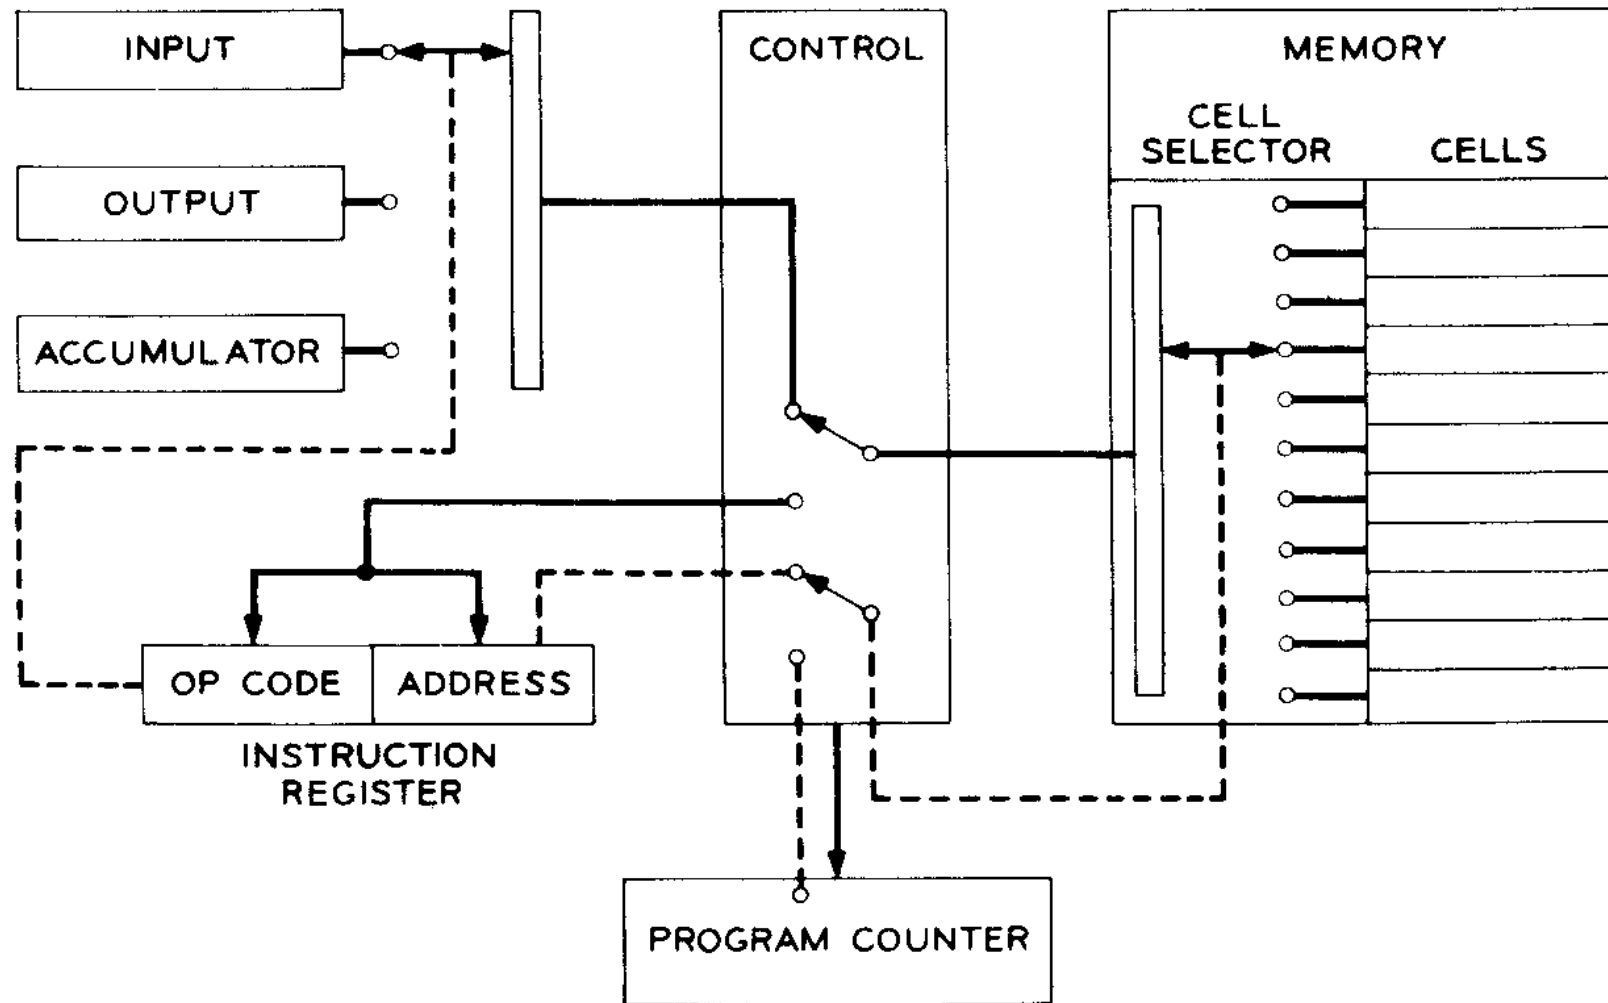 INPUT
CONTROL
MEMORY
CELL
SELECTOR
CELLS
OUTPUT
ACCUMULATOR
OP CODE
ADDRESS
INSTRUCTION
REGISTER
PROGRAM COUNTER